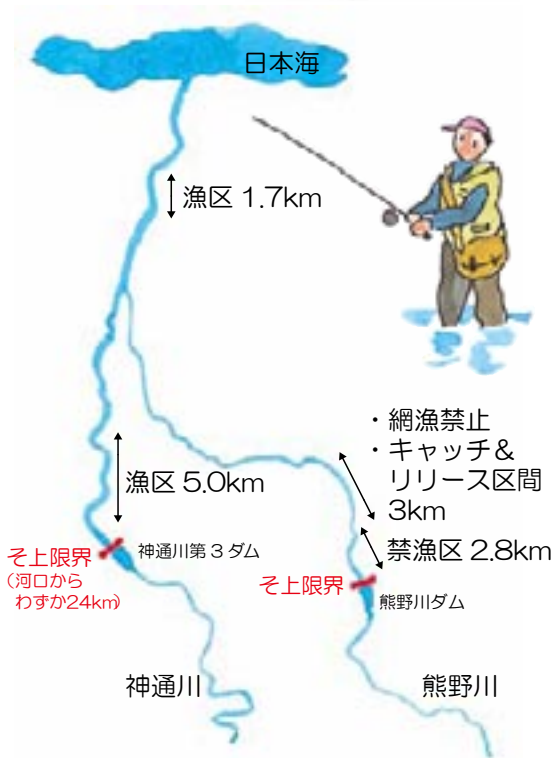 日本海
漁区 1.7km
・網漁禁止
・キャッチ&
リリース区間
3km
漁区 5.0km
禁漁区 2.8km
そ上限界
(河口から
わずか24km)
神通川第3ダム
そ上限界
熊野川ダム
神通川
熊野川